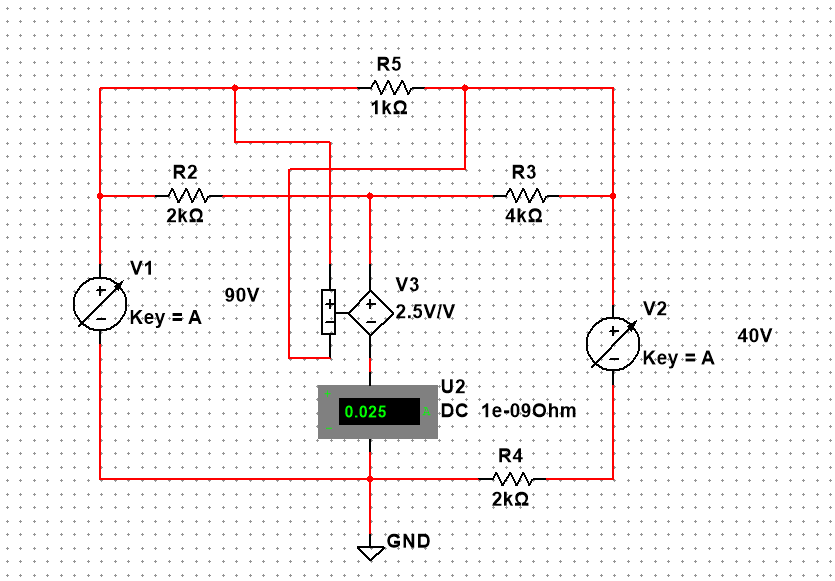 R5
1kΩ
R2
2kΩ
R3
4kΩ
V1
90V
Key = A
V3
2.5V/V
V2
40V
Key = A
U2
0.025 A
DC 1e-09Ohm
R4
2kΩ
GND